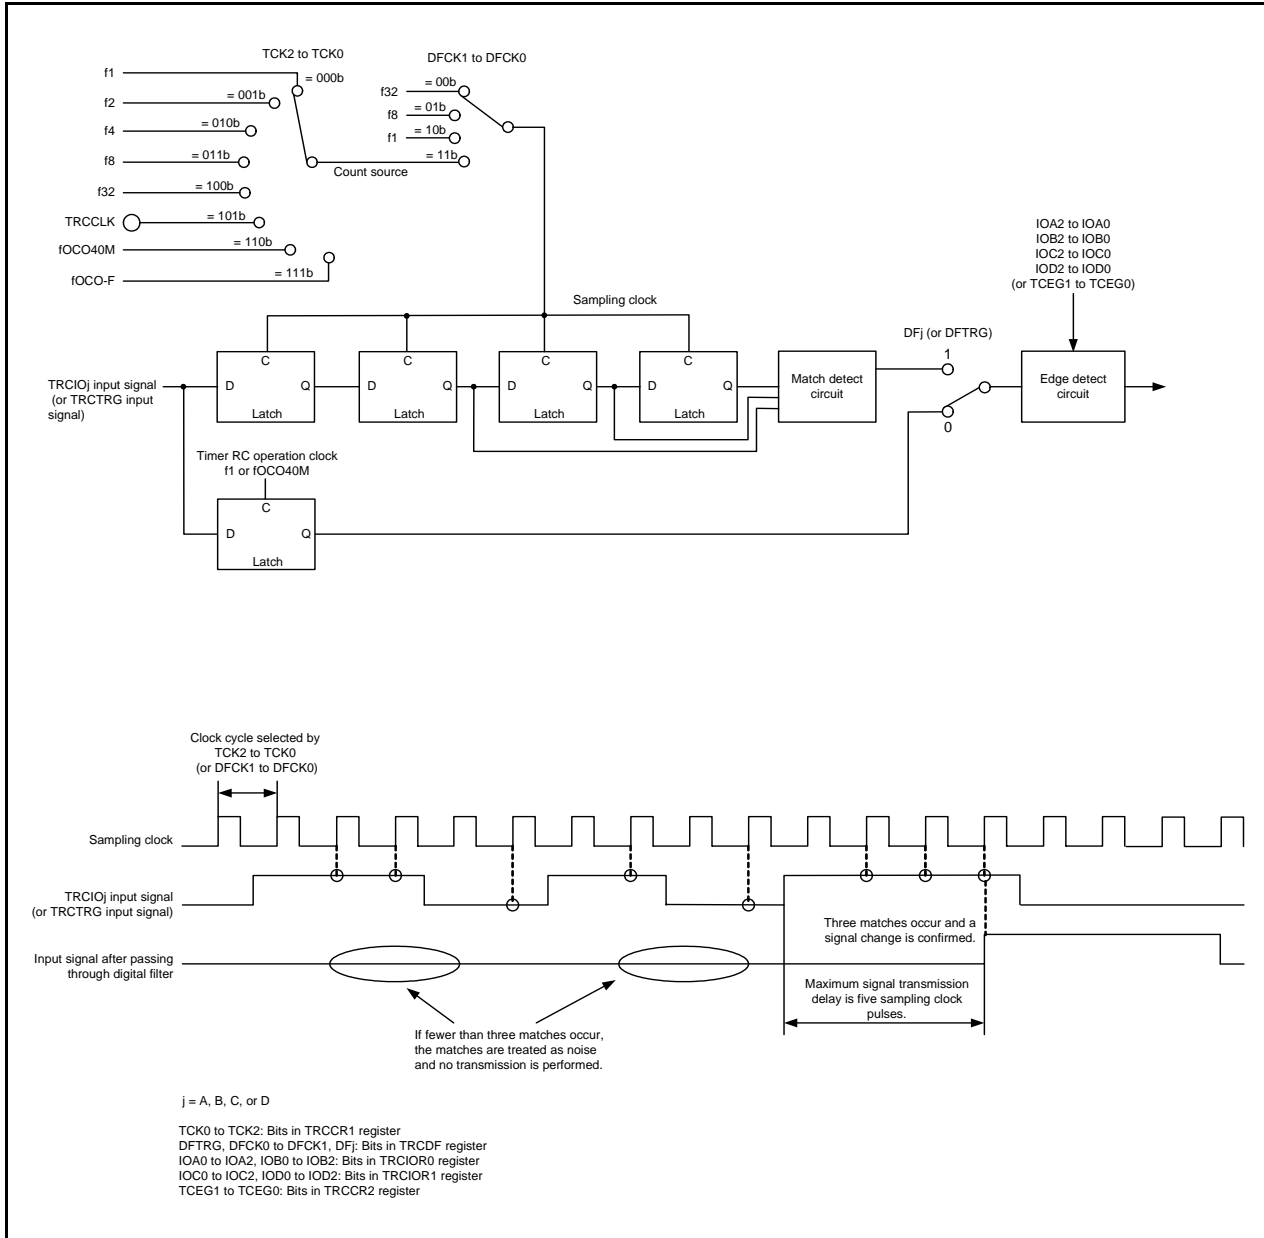 TCK2 to TCK0
DFCK1 to DFCK0
f1
= 000b
f2
= 001b
f4
= 010b
f8
= 011b
f32
= 100b
TRCCLK
= 101b
fOCO40M
= 110b
fOCO-F
= 111b
Count source
f32
= 00b
f8
= 01b
f1
= 10b
= 11b
IOA2 to IOA0
IOB2 to IOB0
IOC2 to IOC0
IOD2 to IOD0
(or TCEG1 to TCEG0)
Sampling clock
DFj (or DFTRG)
TRCIOj input signal
(or TRCTRG input
signal)
C
D
Q
Latch
C
D
Q
Latch
C
D
Q
Latch
C
D
Q
Latch
Match detect
circuit
1
0
Edge detect
circuit
Timer RC operation clock
f1 or fOCO40M
C
D
Q
Latch
Clock cycle selected by
TCK2 to TCK0
(or DFCK1 to DFCK0)
Sampling clock
TRCIOj input signal
(or TRCTRG input signal)
Three matches occur and a
signal change is confirmed.
Input signal after passing
through digital filter
Maximum signal transmission
delay is five sampling clock
pulses.
If fewer than three matches occur,
the matches are treated as noise
and no transmission is performed.
j = A, B, C, or D
TCK0 to TCK2: Bits in TRCCR1 register
DFTRG, DFCK0 to DFCK1, DFj: Bits in TRCDF register
IOA0 to IOA2, IOB0 to IOB2: Bits in TRCIOR0 register
IOC0 to IOC2, IOD0 to IOD2: Bits in TRCIOR1 register
TCEG1 to TCEG0: Bits in TRCCR2 register